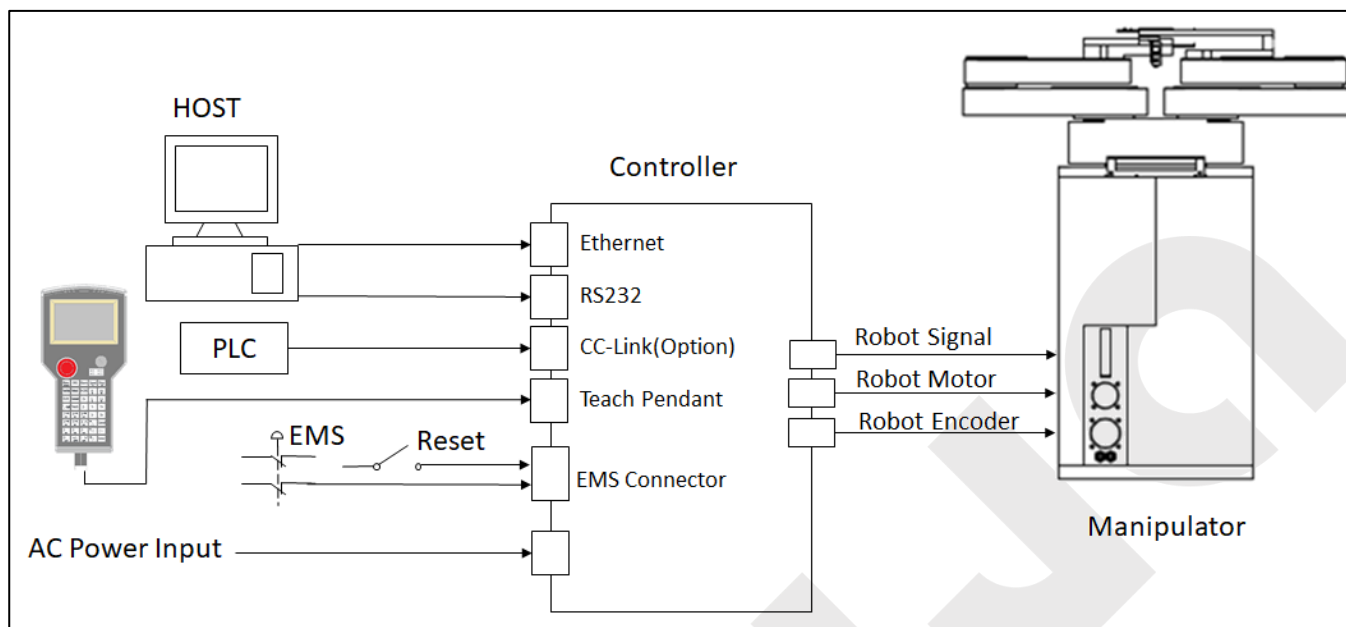 HOST
Controller
Ethernet
RS232
PLC
CC-Link(Option)
Teach Pendant
EMS
Reset
EMS Connector
AC Power Input
Robot Signal
Robot Motor
Robot Encoder
Manipulator